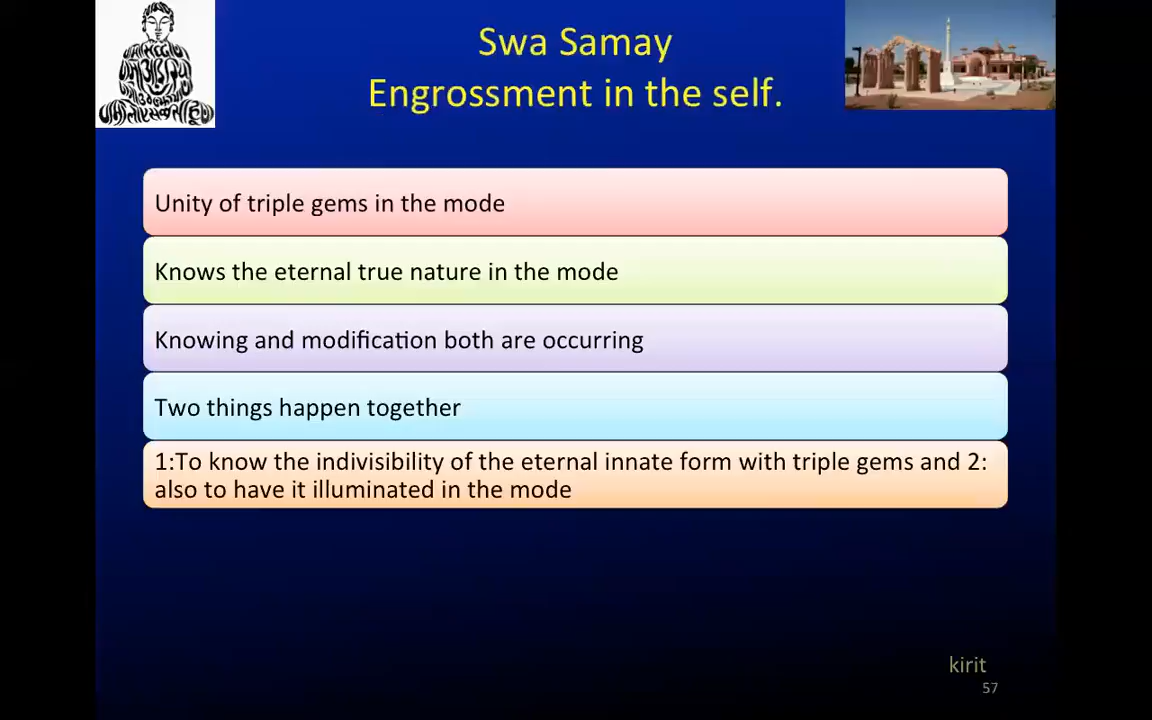 Swa Samay
Engrossment in the self.
Unity of triple gems in the mode
Knows the eternal true nature in the mode
Knowing and modification both are occurring
Two things happen together
1:To know the indivisibility of the eternal innate form with triple gems and 2:
also to have it illuminated in the mode
kirit
57